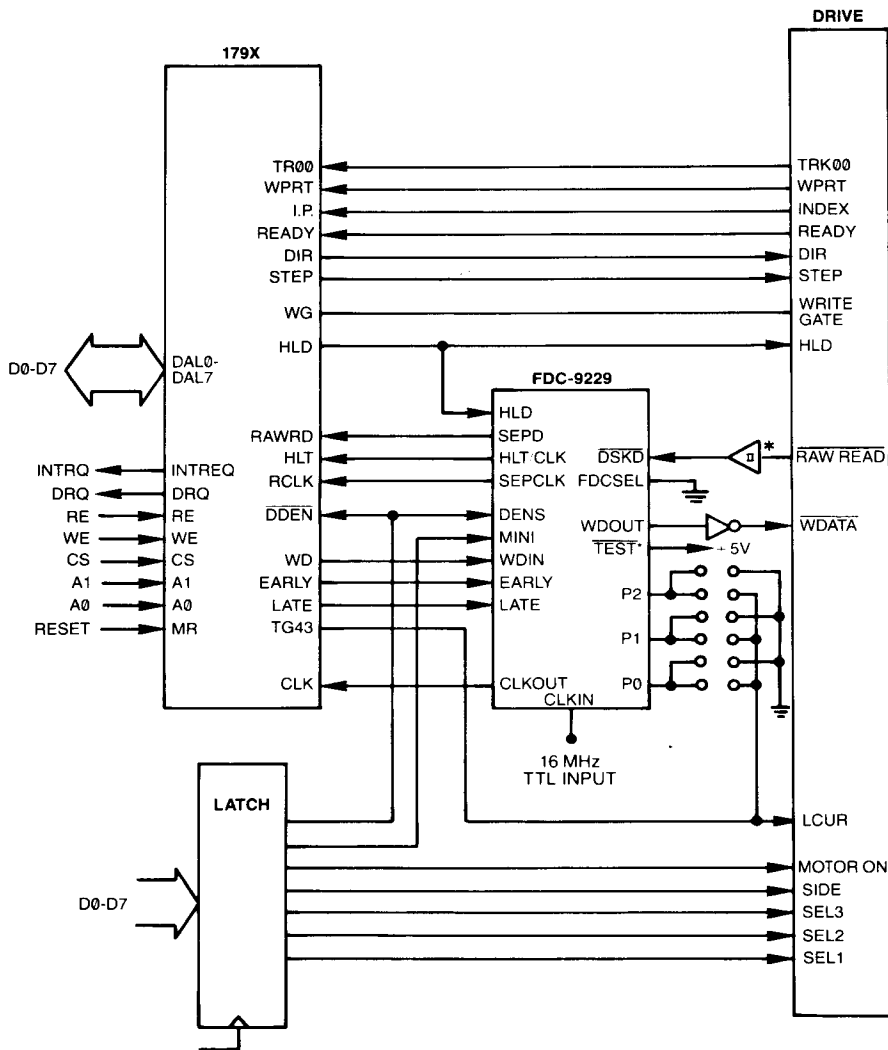 DRIVE
179X
TR00 TRK00
WPRT WPRT
I.P. INDEX
READY READY
DIR DIR
STEP STEP
WG WRITE GATE
HLD HLD
D0-D7 DAL0-DAL7
FDC-9229
HLD
RAWRD SEPD DSKD * RAW READ
INTRQ INTREQ HLT HLT CLK FDCSEL
DRQ DRQ RCLK SEPCLK
RE RE DDEN DENS WDOUT WDATA
WE WE MINI TEST* + 5V
CS CS WD WDIN
A1 A1 EARLY EARLY P2
A0 A0 LATE LATE
RESET MR TG43 P1
CLK CLKOUT P0
CLKIN
16 MHz
TTL INPUT
LATCH
LCUR
MOTOR ON
D0-D7 SIDE
SEL3
SEL2
SEL1